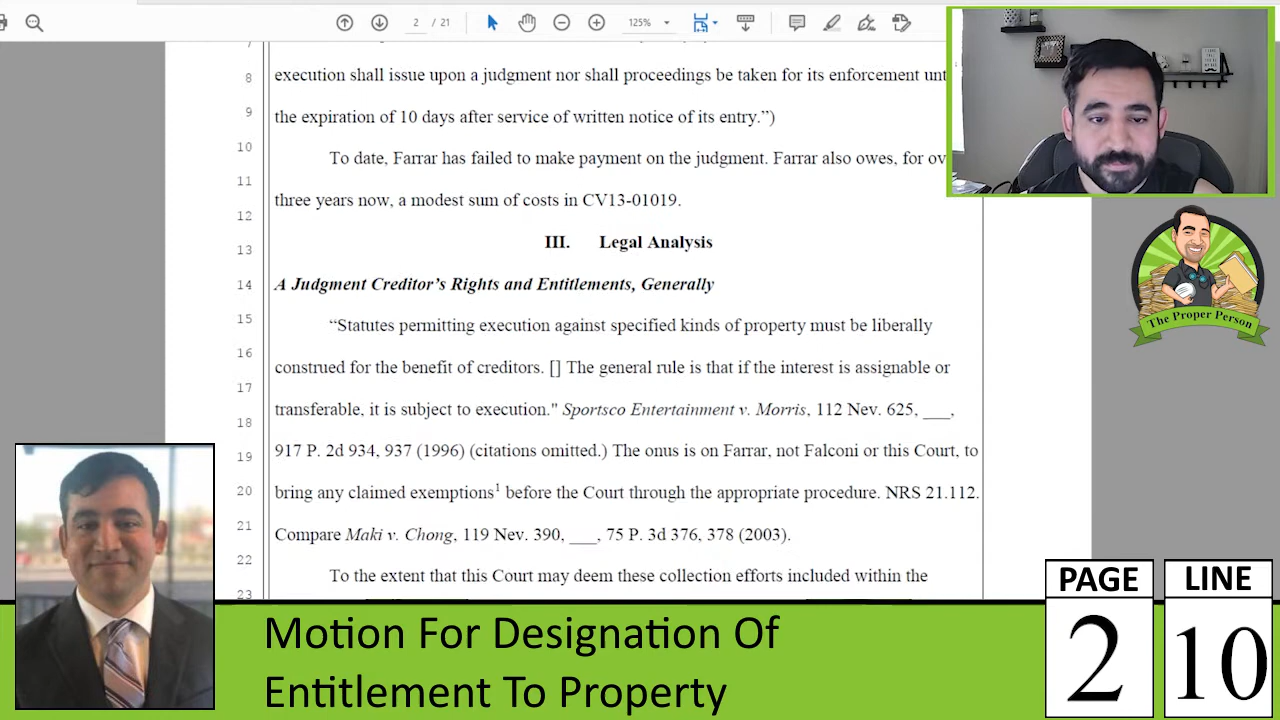 2 / 21
125%
7
8 execution shall issue upon a judgment nor shall proceedings be taken for its enforcement unt
9 the expiration of 10 days after service of written notice of its entry.”)
10 To date, Farrar has failed to make payment on the judgment. Farrar also owes, for ov
11
12 three years now, a modest sum of costs in CV13-01019.
13 III. Legal Analysis
14 A Judgment Creditor’s Rights and Entitlements, Generally
15 “Statutes permitting execution against specified kinds of property must be liberally
16 construed for the benefit of creditors. [] The general rule is that if the interest is assignable or
17
18 transferable, it is subject to execution." Sportsco Entertainment v. Morris, 112 Nev. 625, ___,
19 917 P. 2d 934, 937 (1996) (citations omitted.) The onus is on Farrar, not Falconi or this Court, to
20 bring any claimed exemptions1 before the Court through the appropriate procedure. NRS 21.112.
21 Compare Maki v. Chong, 119 Nev. 390, ___, 75 P. 3d 376, 378 (2003).
22 To the extent that this Court may deem these collection efforts included within the
23
The Proper Person
Motion For Designation Of
Entitlement To Property
PAGE
2
LINE
10